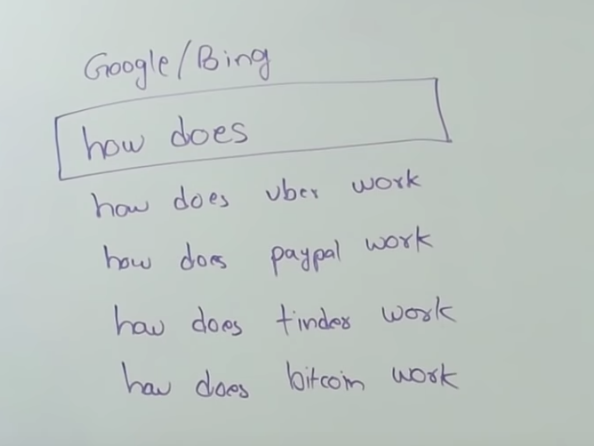 Google/Bing
how does
how does uber work
how does paypal work
how does tinder work
how does bitcoin work